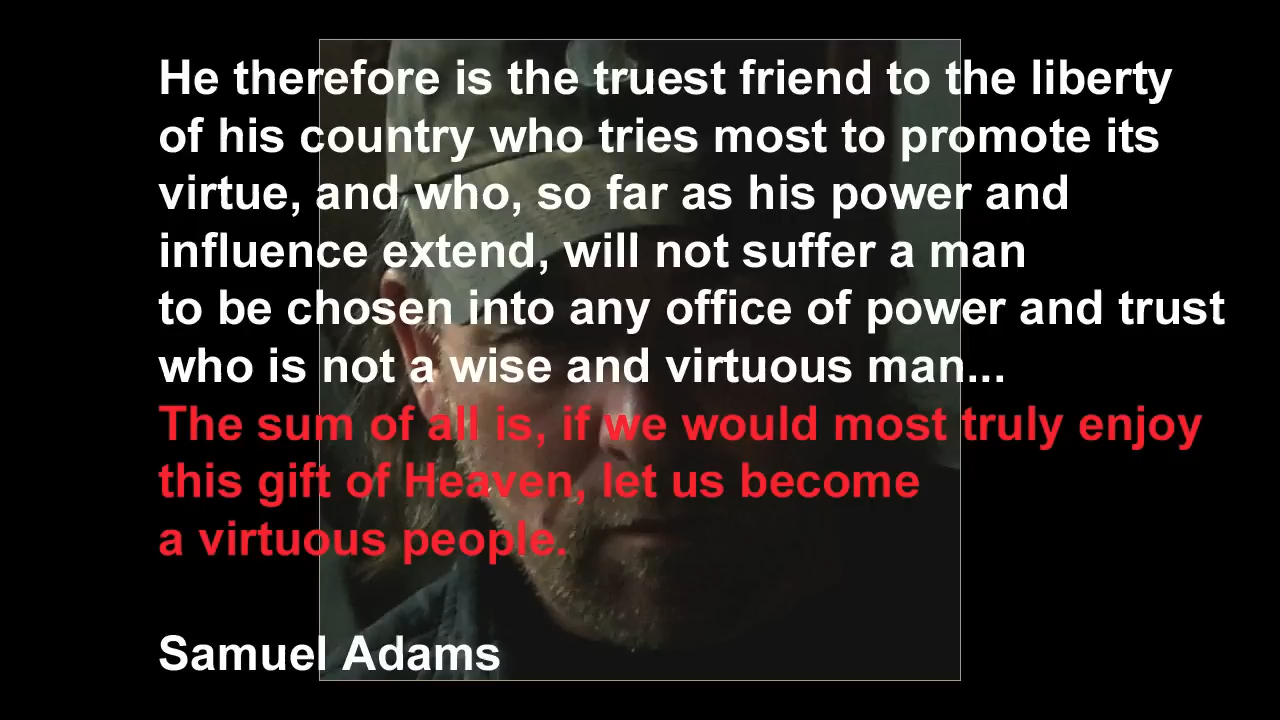 He therefore is the truest friend to the liberty
of his country who tries most to promote its
virtue, and who, so far as his power and
influence extend, will not suffer a man
to be chosen into any office of power and trust
who is not a wise and virtuous man...
The sum of all is, if we would most truly enjoy
this gift of Heaven, let us become
a virtuous people.
Samuel Adams